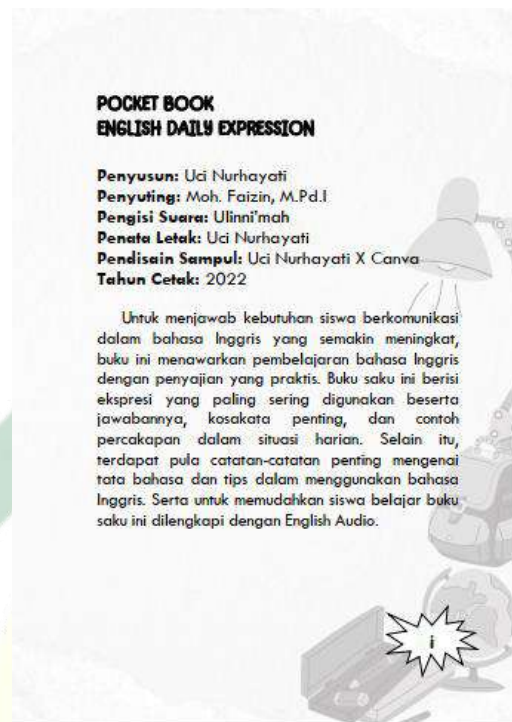 POCKET BOOK
ENGLISH DAILY EXPRESSION
Penyusun: Uci Nurhayati
Penyuting: Moh. Faizin, M.Pd.I
Pengisi Suara: Ulinni'mah
Penata Letak: Uci Nurhayati
Pendisain Sampul: Uci Nurhayati X Canva
Tahun Cetak: 2022
Untuk menjawab kebutuhan siswa berkomunikasi
dalam bahasa Inggris yang semakin meningkat,
buku ini menawarkan pembelajaran bahasa Inggris
dengan penyajian yang praktis. Buku saku ini berisi
ekspresi yang paling sering digunakan beserta
jawabannya, kosakata penting, dan contoh
percakapan dalam situasi harian. Selain itu,
terdapat pula catatan-catatan penting mengenai
tata bahasa dan tips dalam menggunakan bahasa
Inggris. Serta untuk memudahkan siswa belajar buku
saku ini dilengkapi dengan English Audio.
i